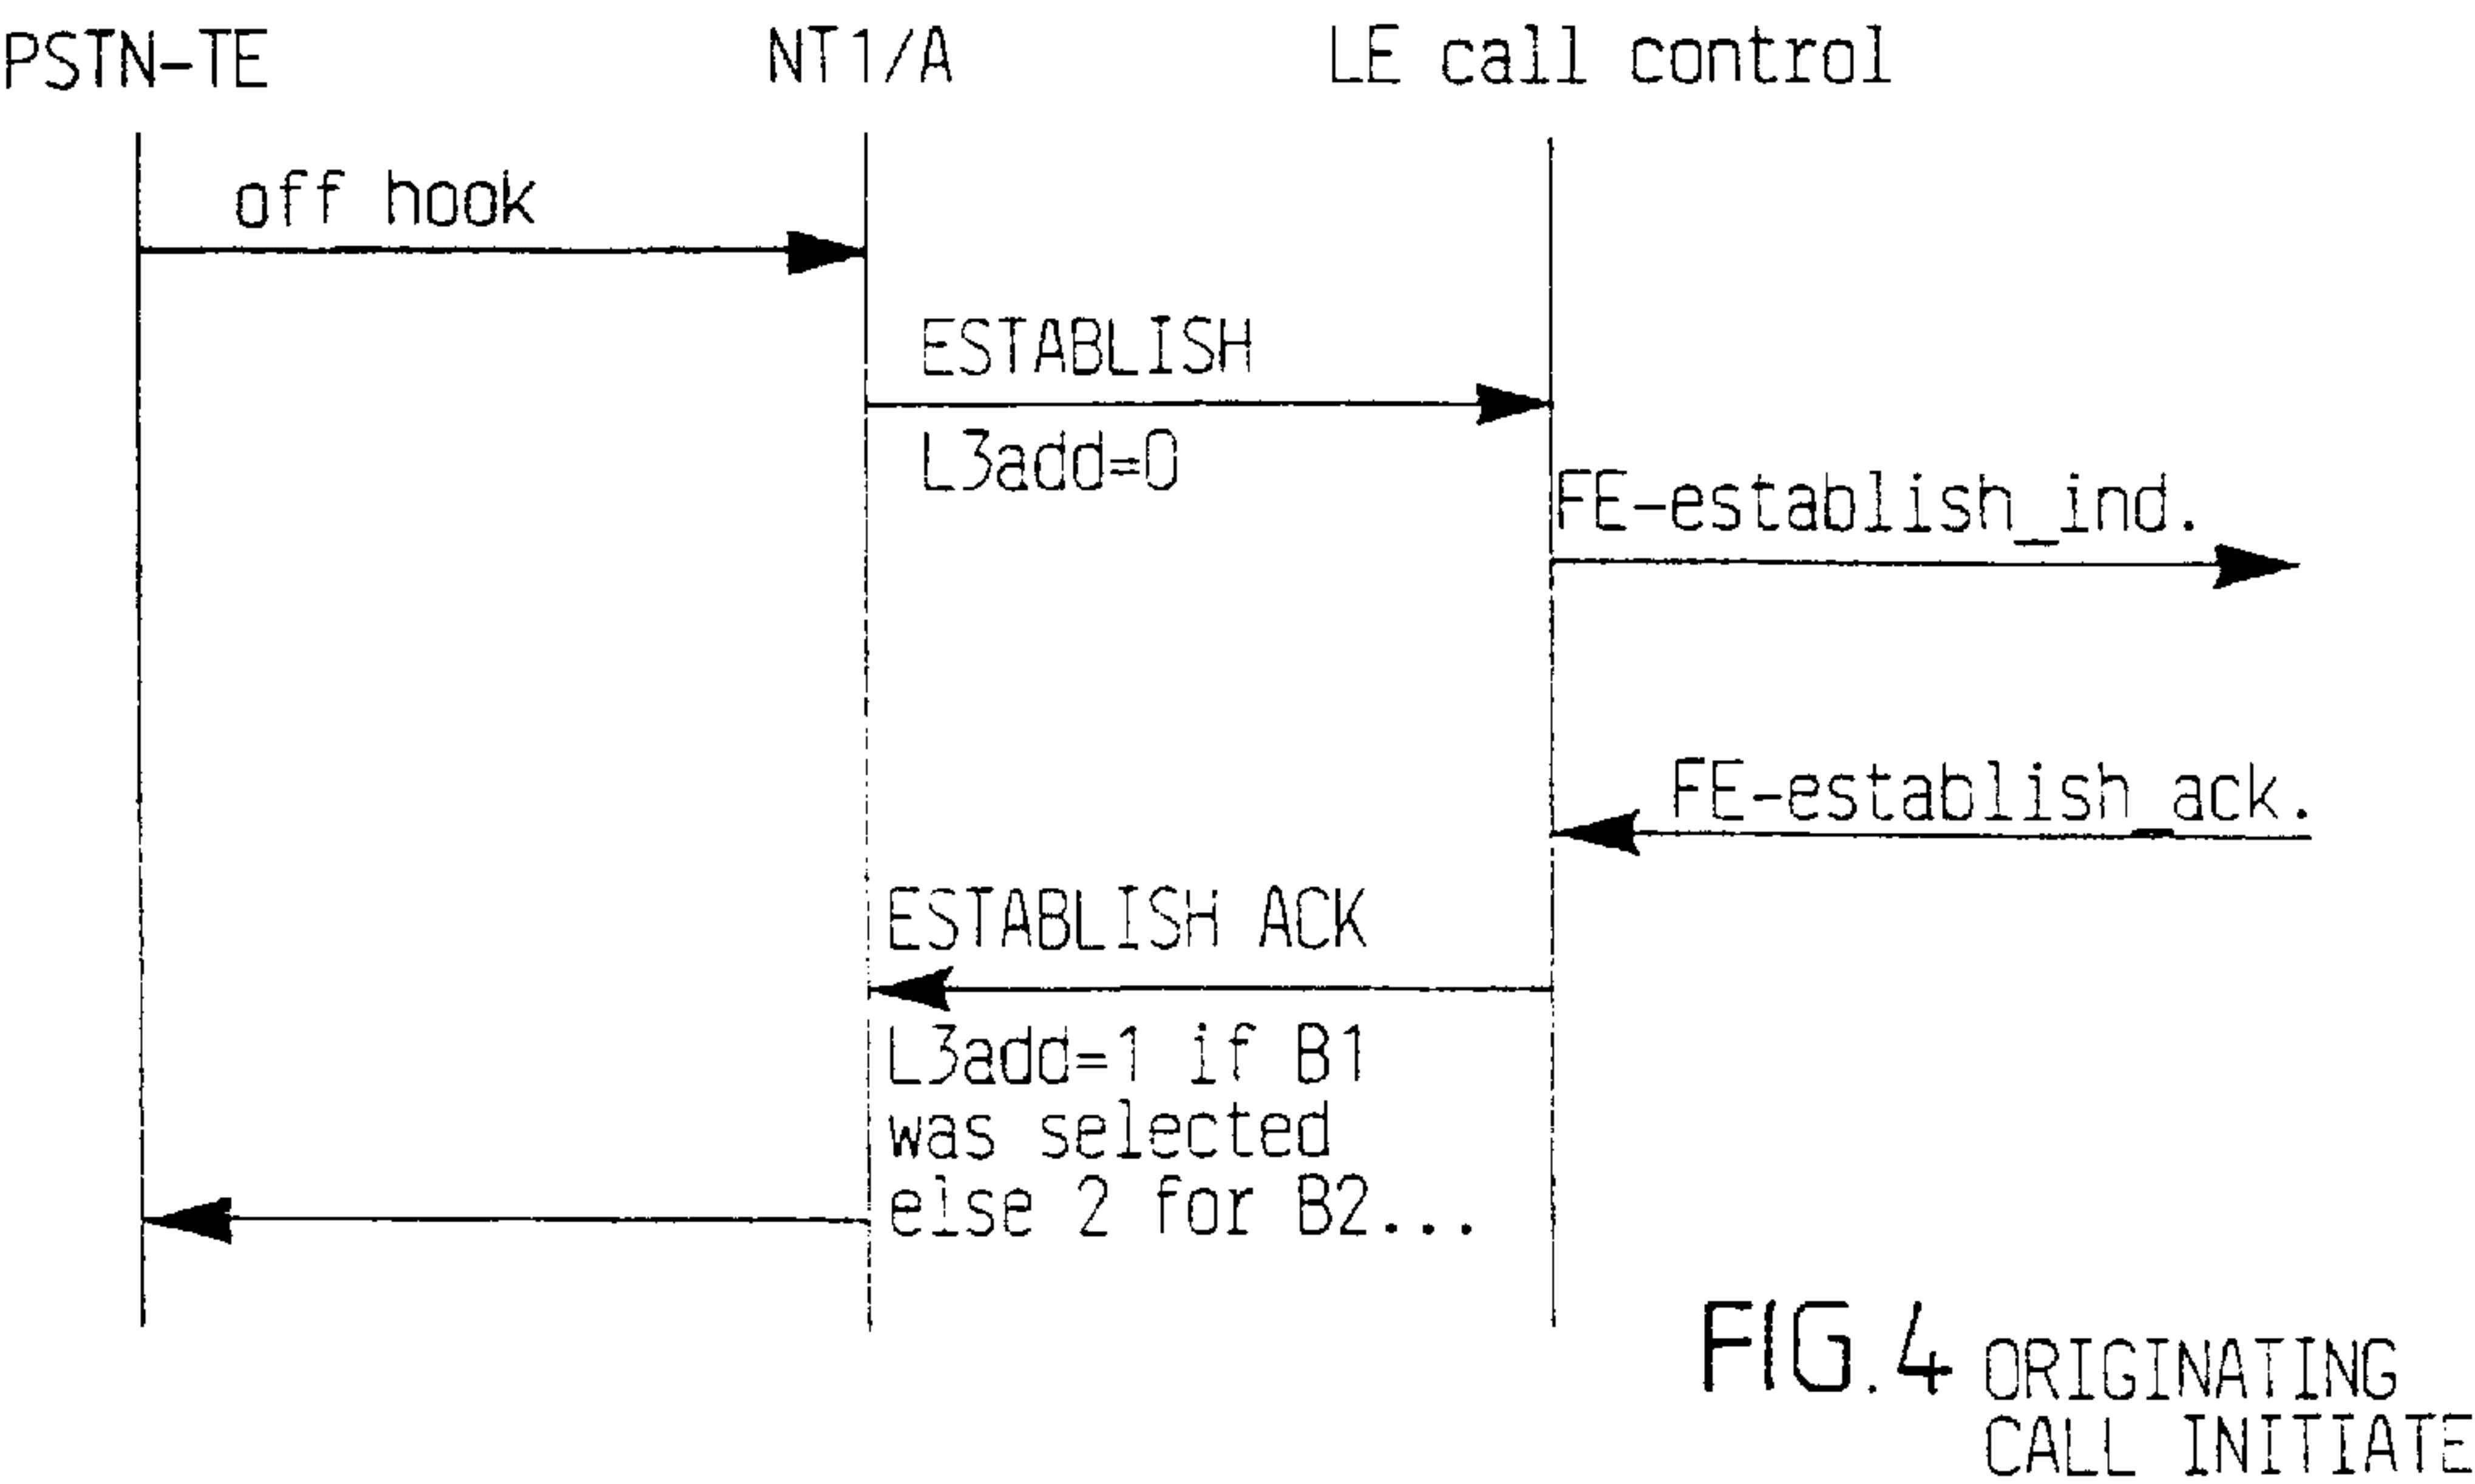 PSTN-TE
NT1/A
LE call control
off hook
ESTABLISH
L3add=0
FE-establish_ind.
FE-establish_ack.
ESTABLISH ACK
L3add=1 if B1
was selected
else 2 for B2...
FIG.4 ORIGINATING
CALL INITIATE